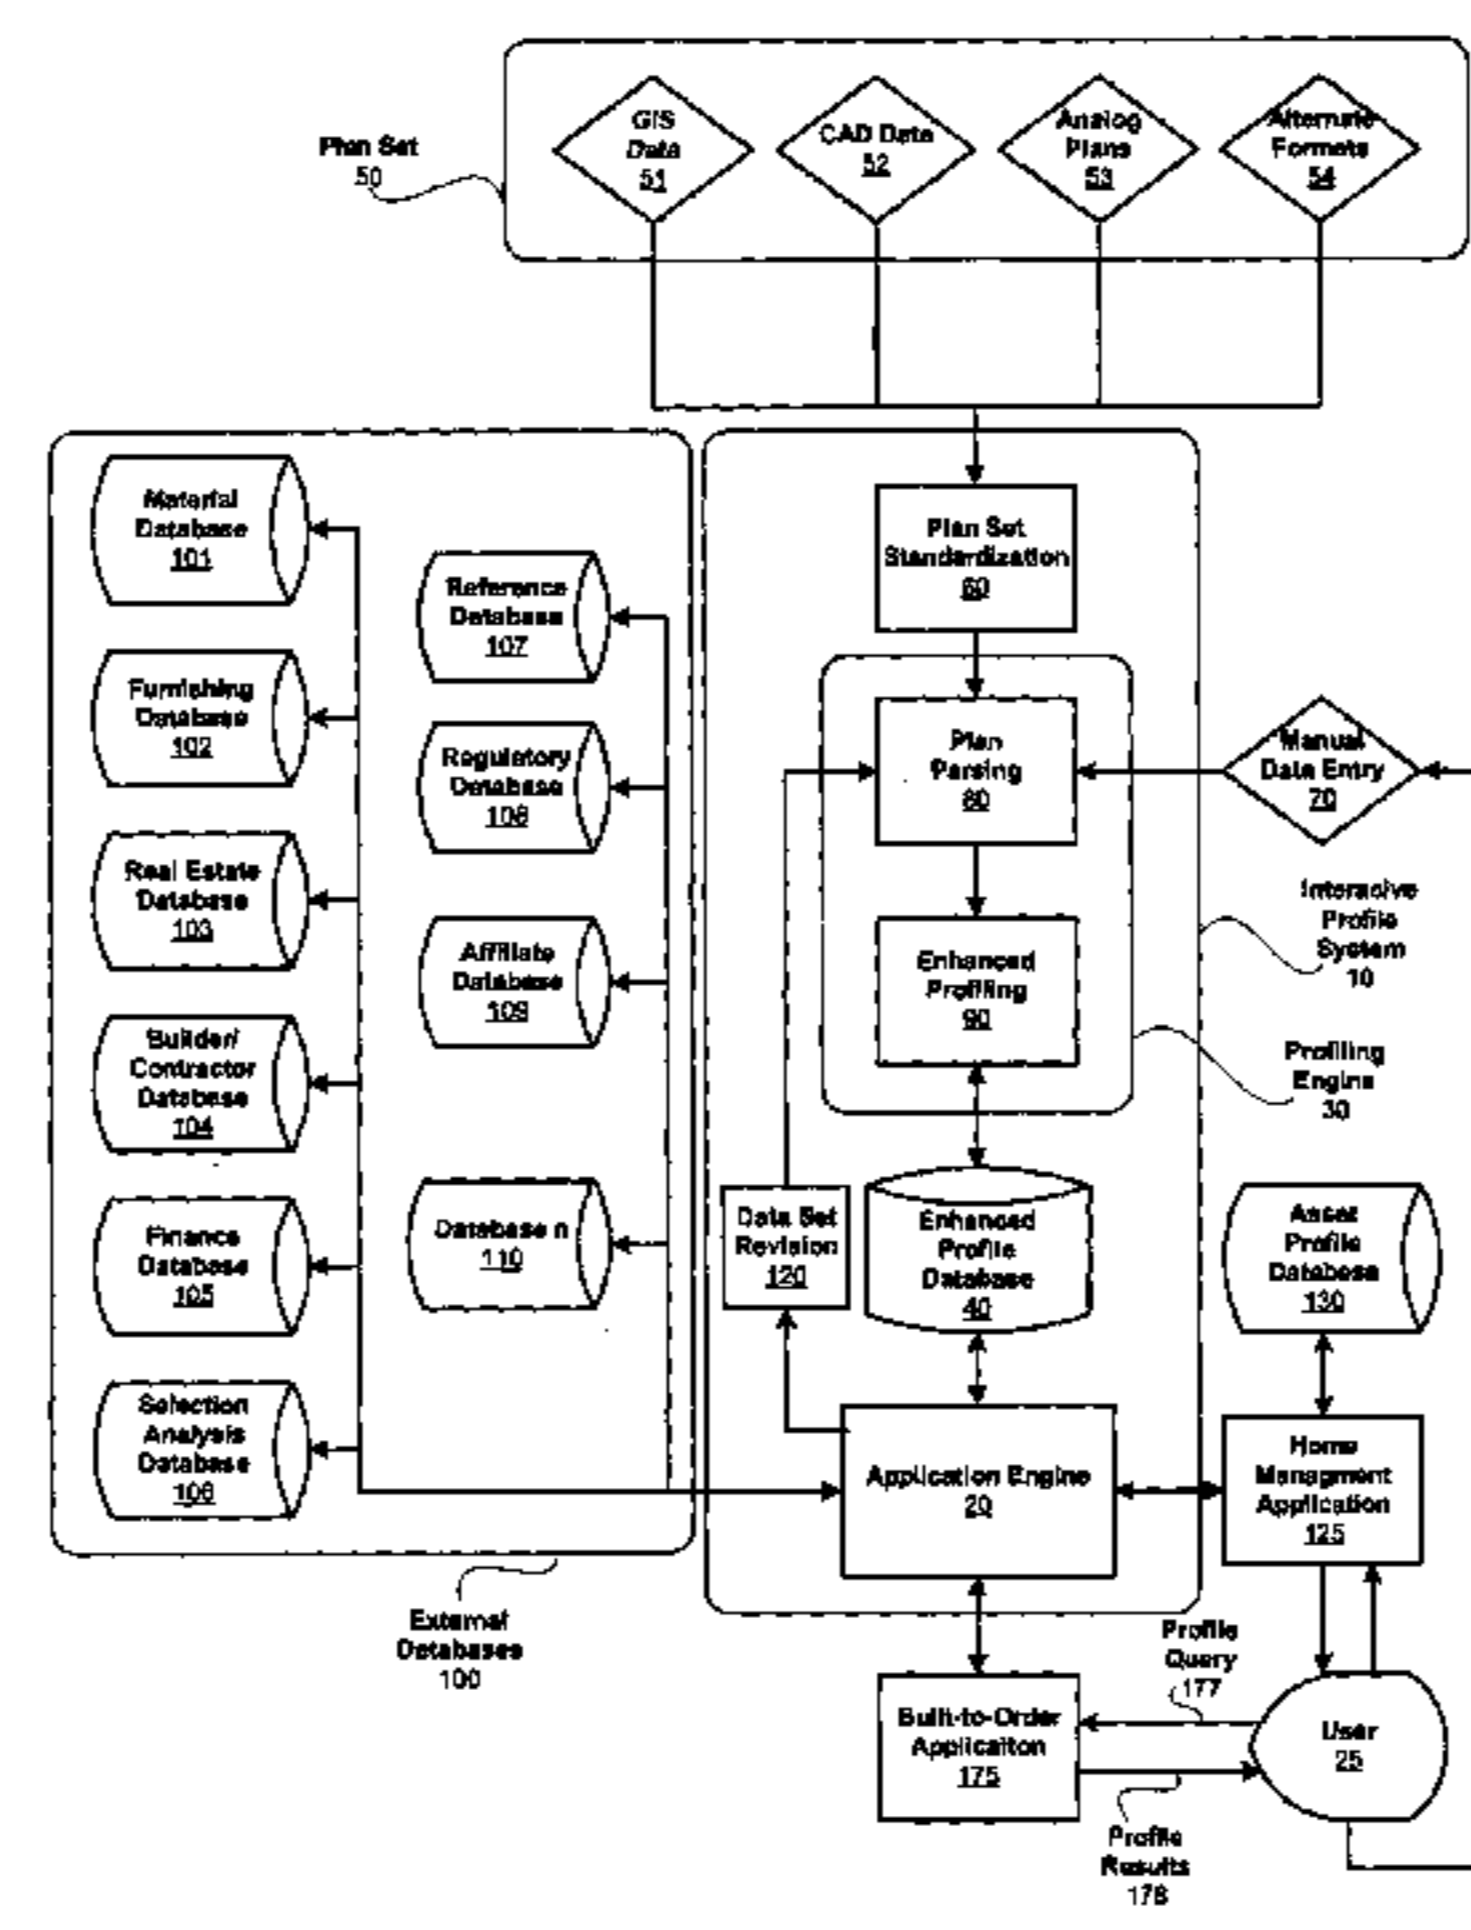 Plan Set
50
GIS
Data
51
CAD Data
52
Analog
Plans
53
Alternate
Formats
54
Material
Database
101
Furnishing
Database
102
Real Estate
Database
103
Builder/
Contractor
Database
104
Finance
Database
105
Selection
Analysis
Database
106
Reference
Database
107
Regulatory
Database
108
Affiliate
Database
109
Database n
110
External
Databases
100
Plan Set
Standardization
60
Plan
Parsing
80
Enhanced
Profiling
90
Data Set
Revision
120
Enhanced
Profile
Database
40
Application Engine
20
Manual
Data Entry
70
Interacive
Profile
System
10
Profiling
Engine
30
Asset
Profile
Database
130
Home
Managment
Application
125
Profile
Query
177
Built-to-Order
Applicaiton
175
User
25
Profile
Results
178